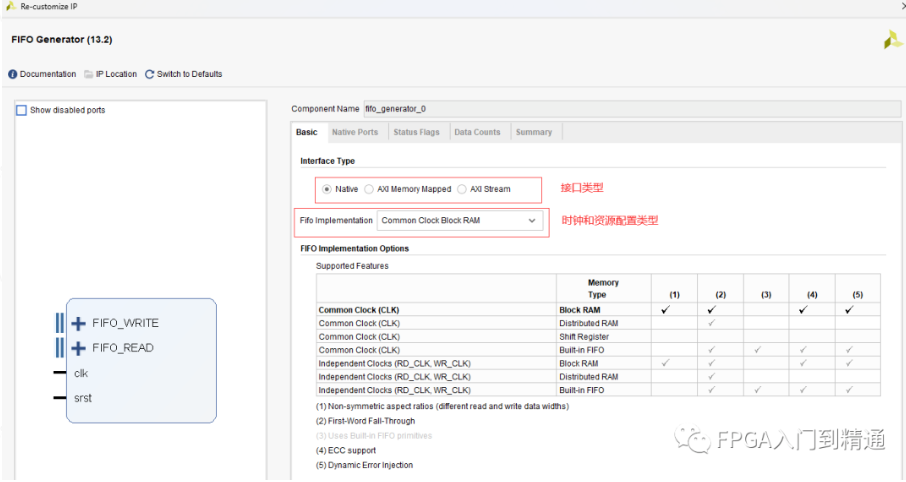 Re-customize IP
FIFO Generator (13.2)
Documentation IP Location Switch to Defaults
Show disabled ports
FIFO_WRITE
FIFO_READ
clk
srst
Component Name fifo_generator_0
Basic Native Ports Status Flags Data Counts Summary
Interface Type
Native AXI Memory Mapped AXI Stream 接口类型
Fifo Implementation Common Clock Block RAM 时钟和资源配置类型
FIFO Implementation Options
Supported Features
Memory Type (1) (2) (3) (4) (5)
Common Clock (CLK) Block RAM ✓ ✓ ✓ ✓
Common Clock (CLK) Distributed RAM ✓
Common Clock (CLK) Shift Register
Common Clock (CLK) Built-in FIFO ✓ ✓ ✓ ✓
Independent Clocks (RD_CLK, WR_CLK) Block RAM ✓ ✓ ✓ ✓
Independent Clocks (RD_CLK, WR_CLK) Distributed RAM ✓
Independent Clocks (RD_CLK, WR_CLK) Built-in FIFO ✓ ✓ ✓ ✓
(1) Non-symmetric aspect ratios (different read and write data widths)
(2) First-Word Fall-Through
(3) Uses Built-in FIFO primitives
(4) ECC support
(5) Dynamic Error Injection
FPGA入门到精通